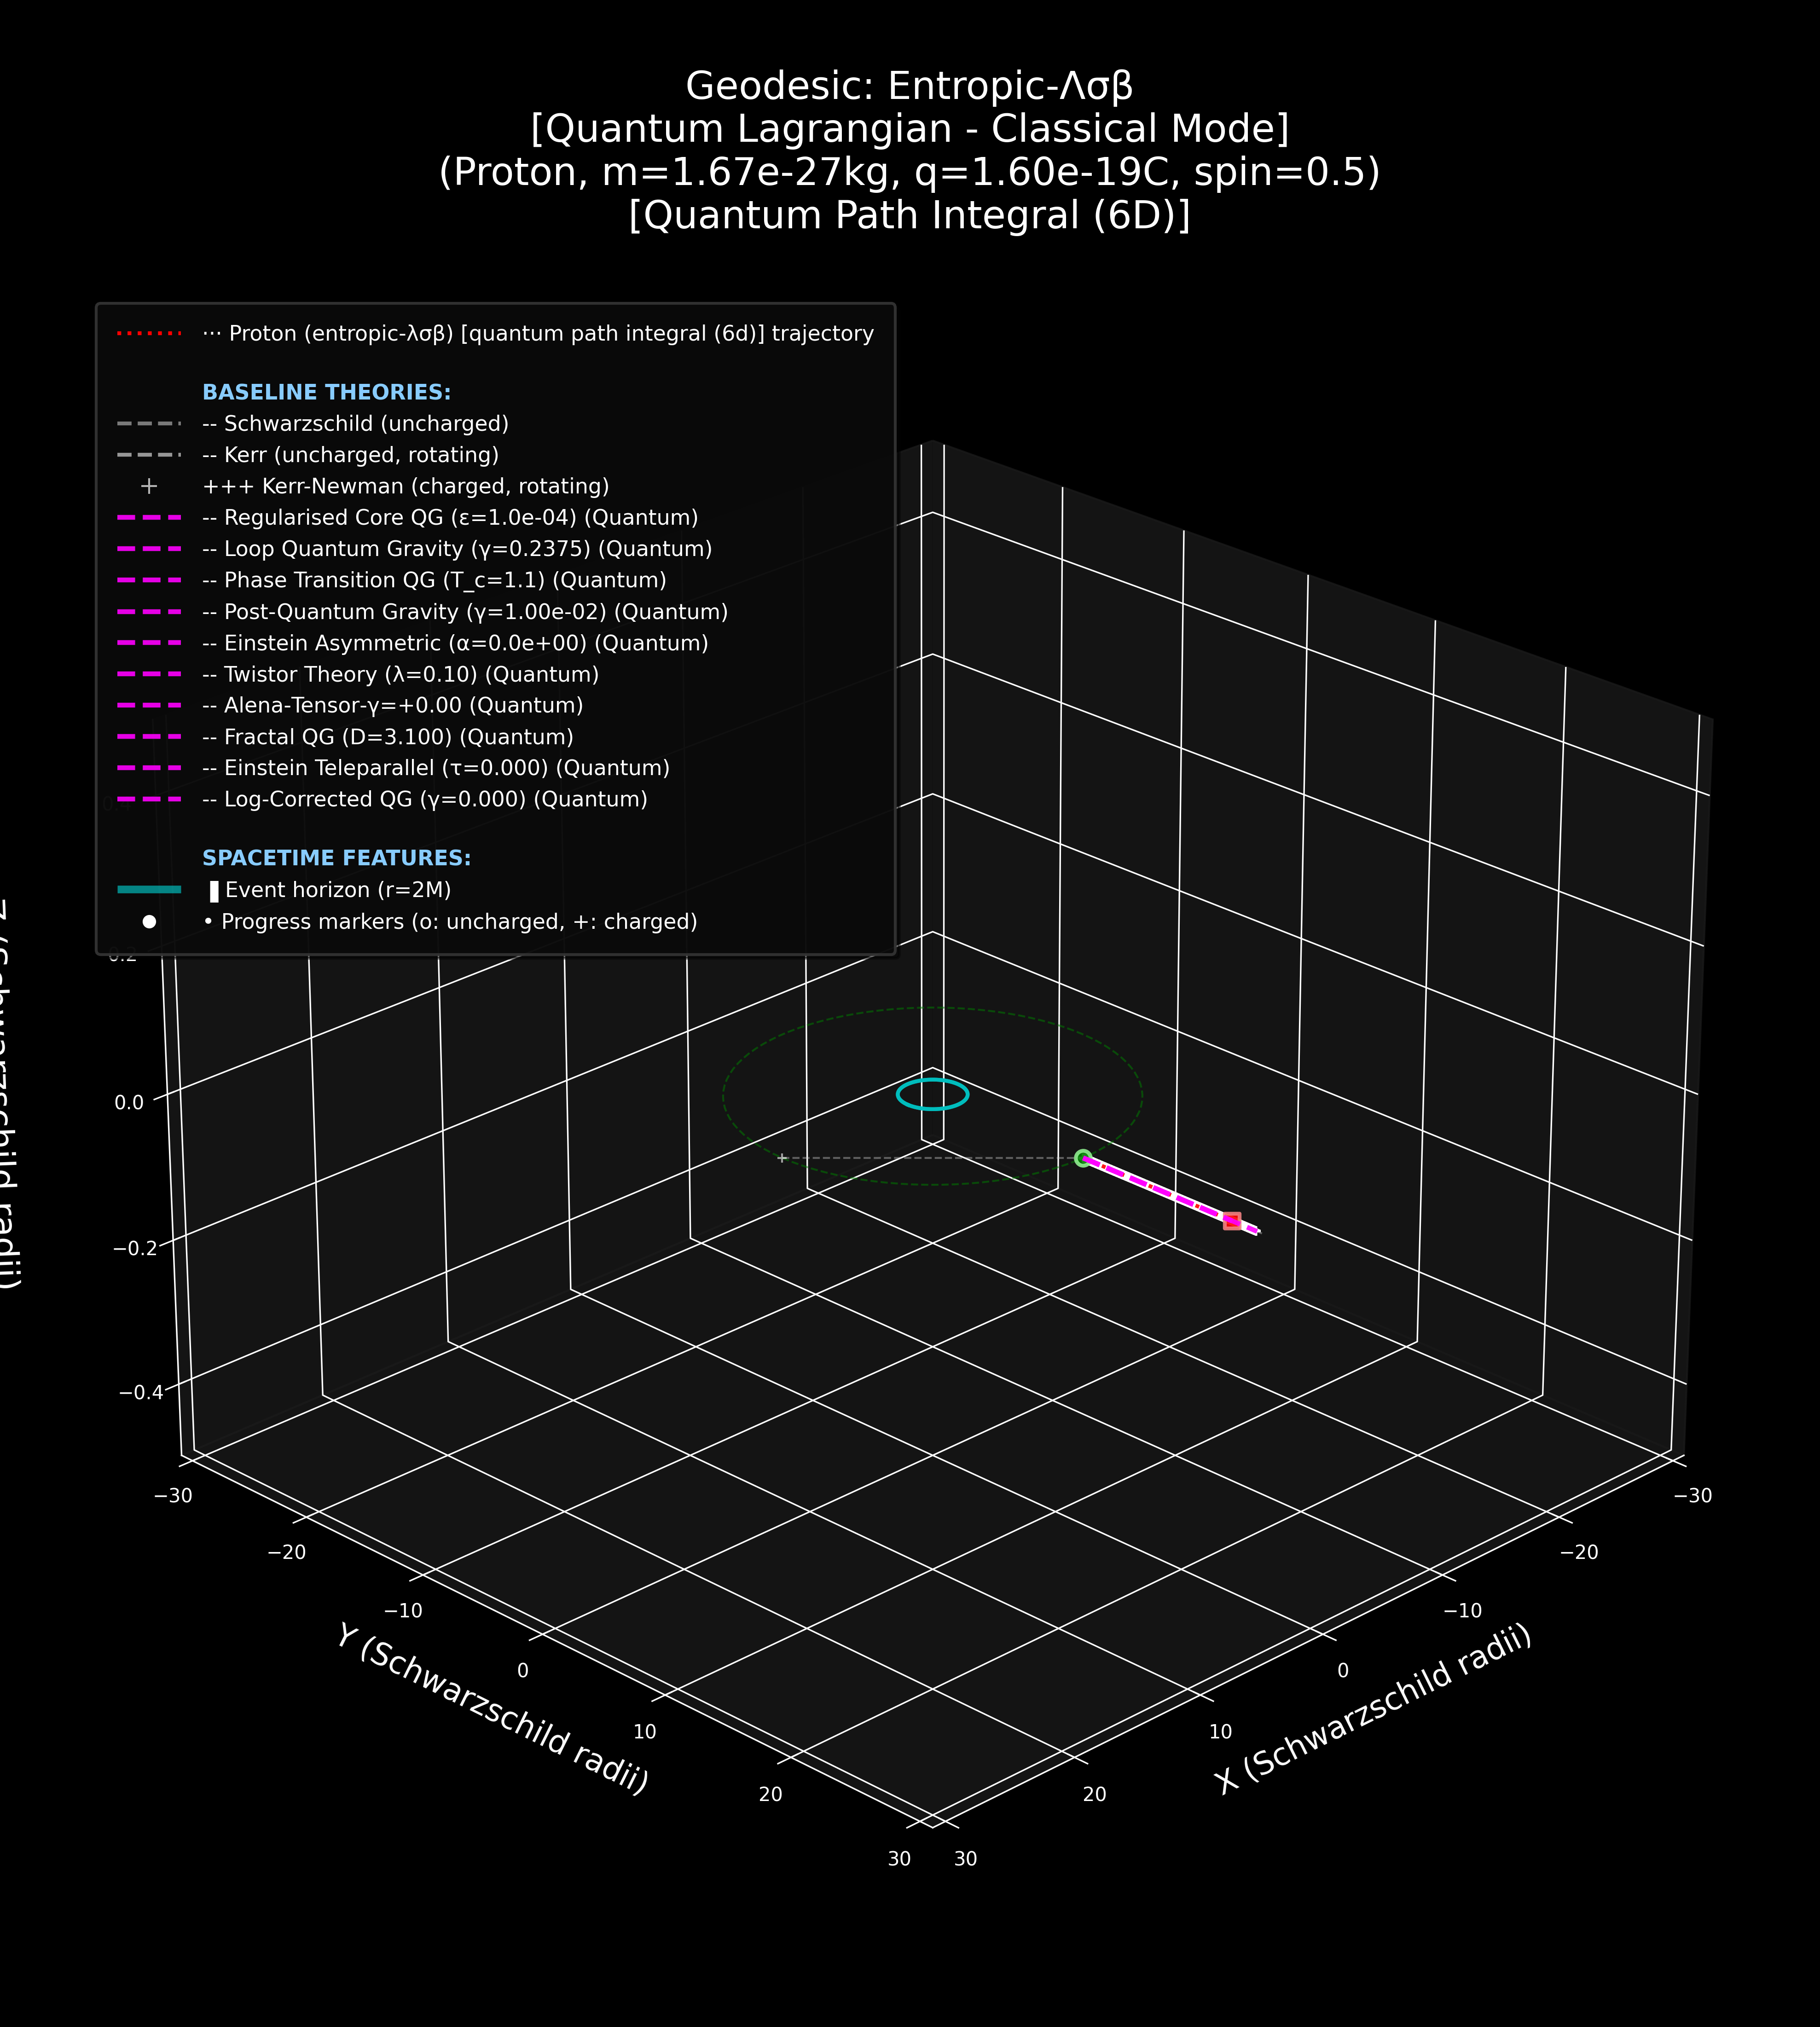 Geodesic: Entropic-Λσβ
[Quantum Lagrangian - Classical Mode]
(Proton, m=1.67e-27kg, q=1.60e-19C, spin=0.5)
[Quantum Path Integral (6D)]
··· Proton (entropic-λσβ) [quantum path integral (6d)] trajectory
BASELINE THEORIES:
-- Schwarzschild (uncharged)
-- Kerr (uncharged, rotating)
+++ Kerr-Newman (charged, rotating)
-- Regularised Core QG (ε=1.0e-04) (Quantum)
-- Loop Quantum Gravity (γ=0.2375) (Quantum)
-- Phase Transition QG (T_c=1.1) (Quantum)
-- Post-Quantum Gravity (γ=1.00e-02) (Quantum)
-- Einstein Asymmetric (α=0.0e+00) (Quantum)
-- Twistor Theory (λ=0.10) (Quantum)
-- Alena-Tensor-γ=+0.00 (Quantum)
-- Fractal QG (D=3.100) (Quantum)
-- Einstein Teleparallel (τ=0.000) (Quantum)
-- Log-Corrected QG (γ=0.000) (Quantum)
SPACETIME FEATURES:
▌Event horizon (r=2M)
• Progress markers (o: uncharged, +: charged)
0.2
0.0
−0.2
−0.4
Z (Schwarzschild radii)
−30
−20
−10
0
10
20
30
Y (Schwarzschild radii)
30
20
10
0
−10
−20
−30
X (Schwarzschild radii)